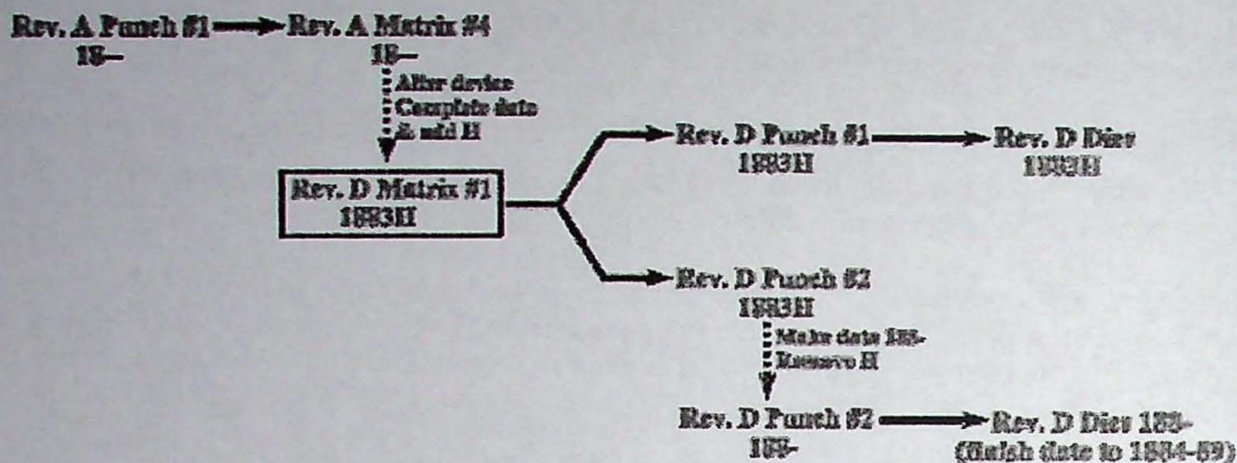 Rev. A Punch #1
18–
Rev. A Matrix #4
18–
Alter device
Complete date
& add H
Rev. D Matrix #1
1883H
Rev. D Punch #1
1883H
Rev. D Dies
1883H
Rev. D Punch #2
1883H
Make date 188-
Remove H
Rev. D Punch #2
188-
Rev. D Dies 188-
(finish date to 1884-89)